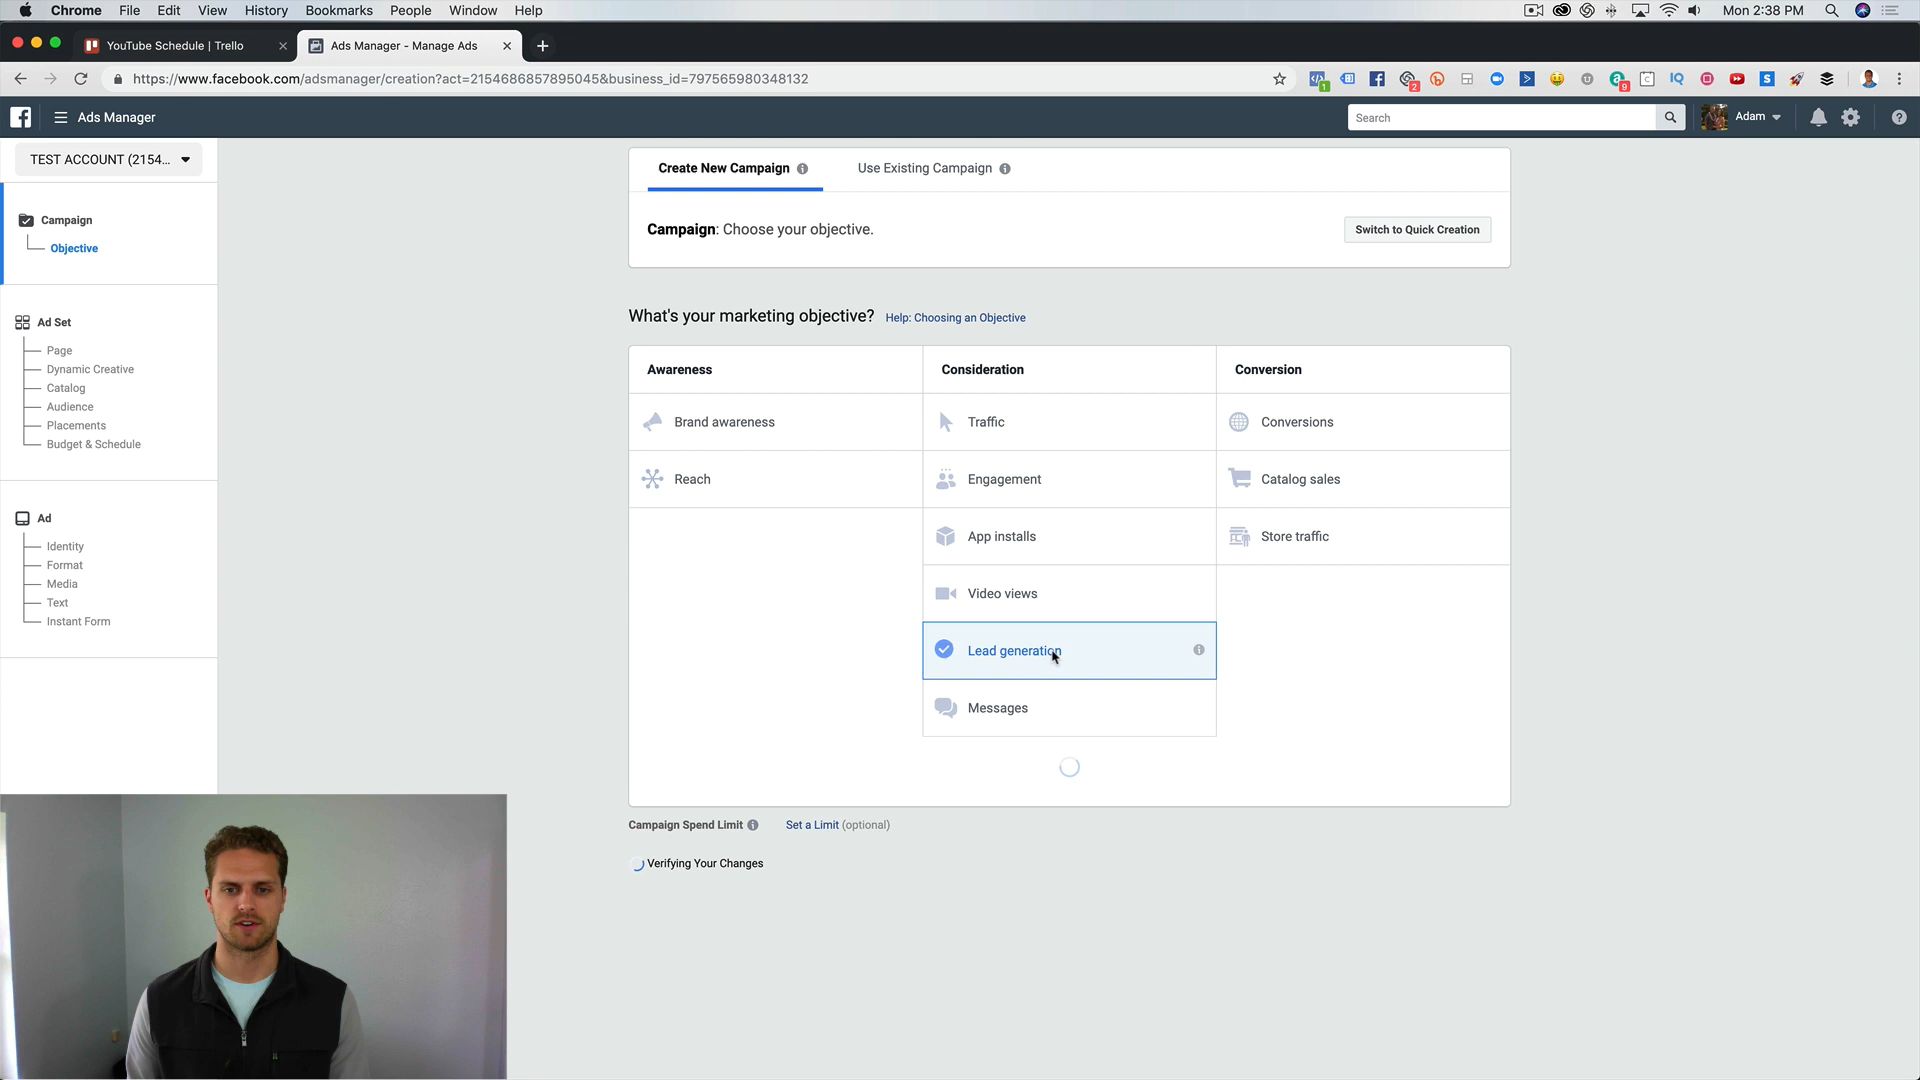 Chrome File Edit View History Bookmarks People Window Help Mon 2:38 PM
YouTube Schedule | Trello
Ads Manager - Manage Ads
https://www.facebook.com/adsmanager/creation?act=2154686857895045&business_id=797565980348132
Ads Manager
Search
Adam
TEST ACCOUNT (2154...
Campaign
Objective
Ad Set
Page
Dynamic Creative
Catalog
Audience
Placements
Budget & Schedule
Ad
Identity
Format
Media
Text
Instant Form
Create New Campaign
Use Existing Campaign
Campaign: Choose your objective.
Switch to Quick Creation
What's your marketing objective? Help: Choosing an Objective
Awareness
Consideration
Conversion
Brand awareness
Traffic
Conversions
Reach
Engagement
Catalog sales
App installs
Store traffic
Video views
Lead generation
Messages
Campaign Spend Limit
Set a Limit (optional)
Verifying Your Changes